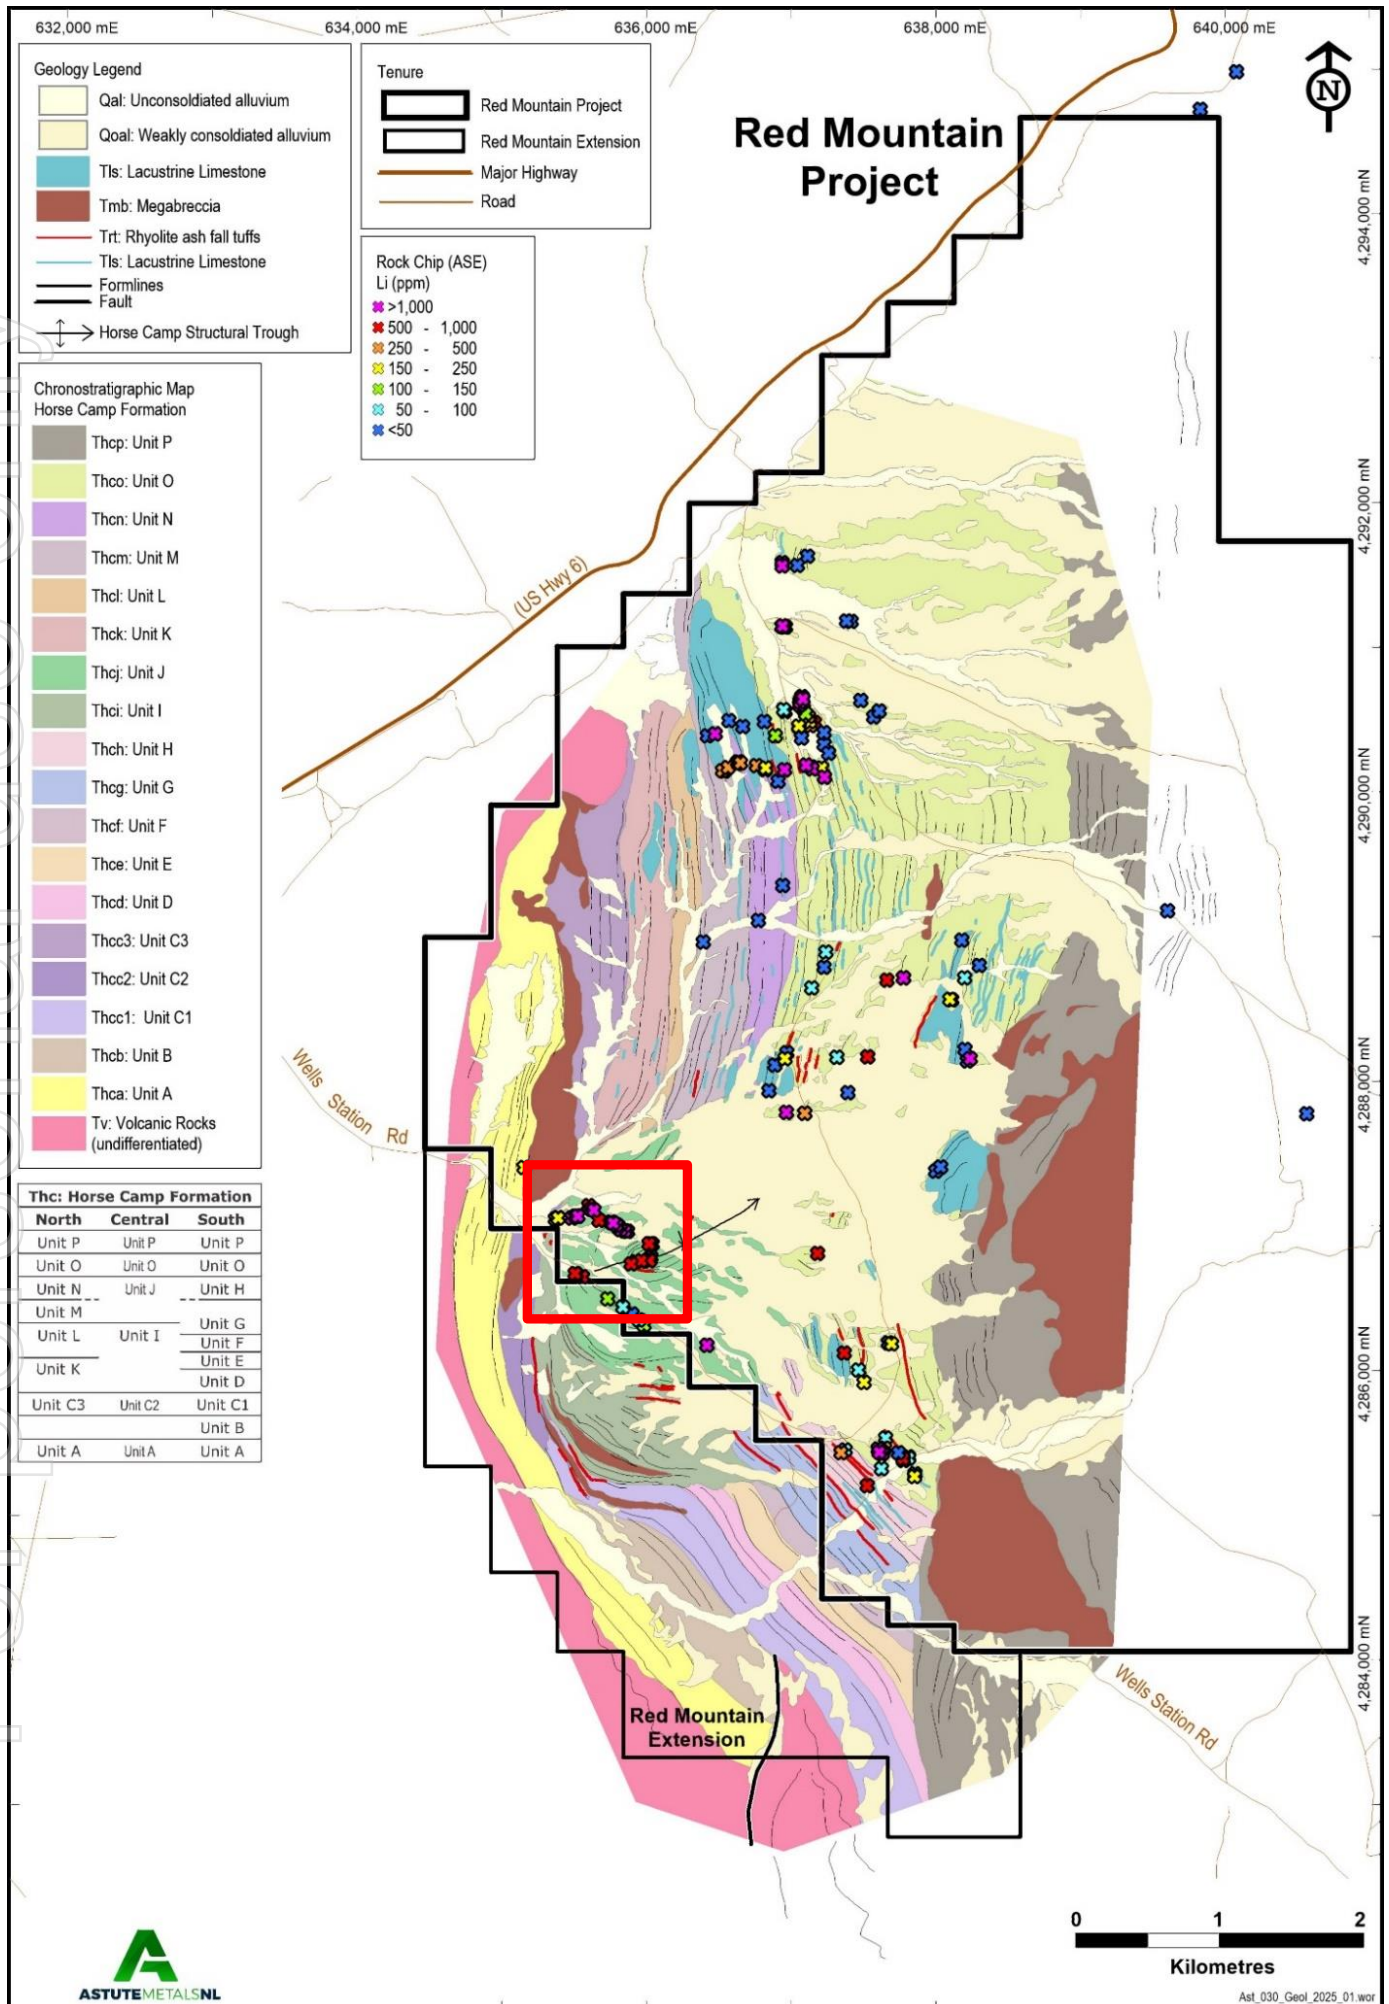 632,000 mE
634,000 mE
636,000 mE
638,000 mE
640,000 mE
Geology Legend
Qal: Unconsoldiated alluvium
Qoal: Weakly consoldiated alluvium
Tls: Lacustrine Limestone
Tmb: Megabreccia
Trt: Rhyolite ash fall tuffs
Tls: Lacustrine Limestone
Formlines
Fault
Horse Camp Structural Trough
Tenure
Red Mountain Project
Red Mountain Extension
Major Highway
Road
Rock Chip (ASE)
Li (ppm)
>1,000
500 - 1,000
250 - 500
150 - 250
100 - 150
50 - 100
<50
Red Mountain
Project
N
Chronostratigraphic Map
Horse Camp Formation
Thcp: Unit P
Thco: Unit O
Thcn: Unit N
Thcm: Unit M
Thcl: Unit L
Thck: Unit K
Thcj: Unit J
Thci: Unit I
Thch: Unit H
Thcg: Unit G
Thcf: Unit F
Thce: Unit E
Thcd: Unit D
Thcc3: Unit C3
Thcc2: Unit C2
Thcc1: Unit C1
Thcb: Unit B
Thca: Unit A
Tv: Volcanic Rocks
(undifferentiated)
Thc: Horse Camp Formation
North Central South
Unit P Unit P Unit P
Unit O Unit O Unit O
Unit N Unit J Unit H
Unit M
Unit G
Unit L Unit I
Unit F
Unit E
Unit K
Unit D
Unit C3 Unit C2 Unit C1
Unit B
Unit A Unit A Unit A
(US Hwy 6)
Wells Station Rd
Wells Station Rd
Red Mountain
Extension
4,294,000 mN
4,292,000 mN
4,290,000 mN
4,288,000 mN
4,286,000 mN
4,284,000 mN
0 1 2
Kilometres
Ast_030_Geol_2025_01.wor
ASTUTEMETALSNL